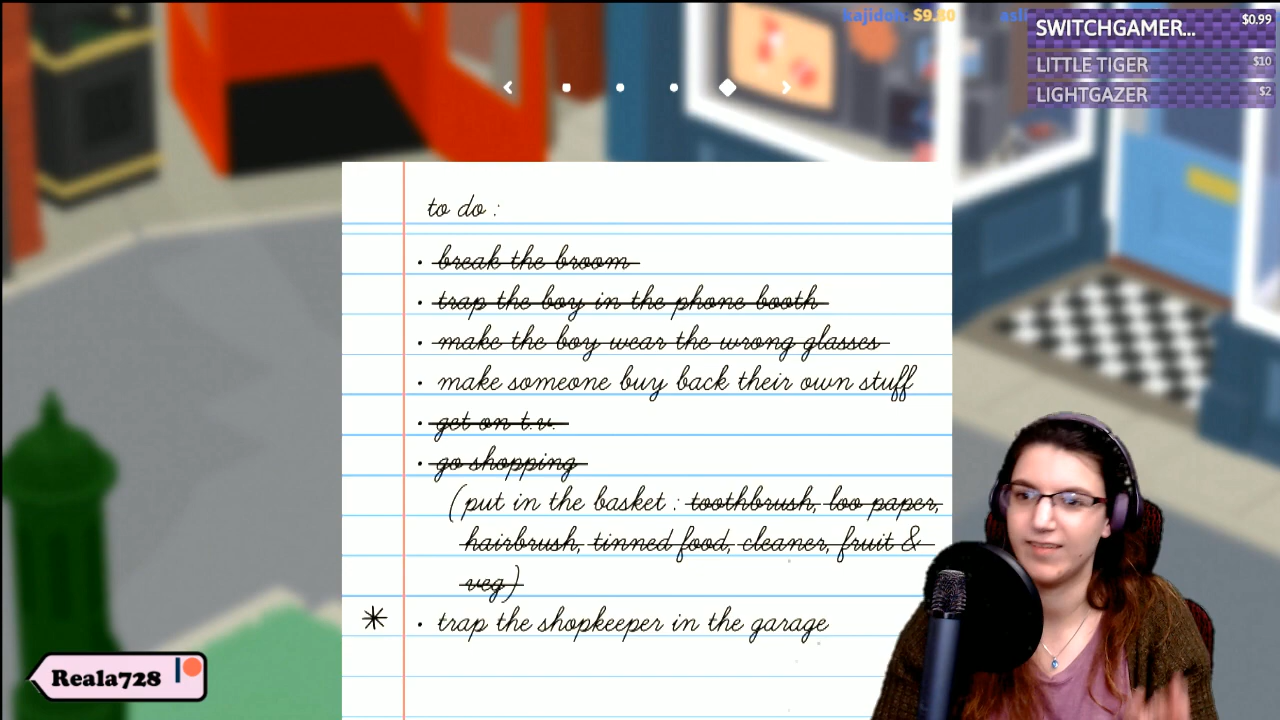 kajidob: $9.80
SWITCHGAMER... $0.99
LITTLE TIGER $10
LIGHTGAZER $2
to do :
· break the broom
· trap the boy in the phone booth
· make the boy wear the wrong glasses
· make someone buy back their own stuff
· get on t.v.
· go shopping
(put in the basket : toothbrush, loo paper,
hairbrush, tinned food, cleaner, fruit &
veg)
* · trap the shopkeeper in the garage
Reala728